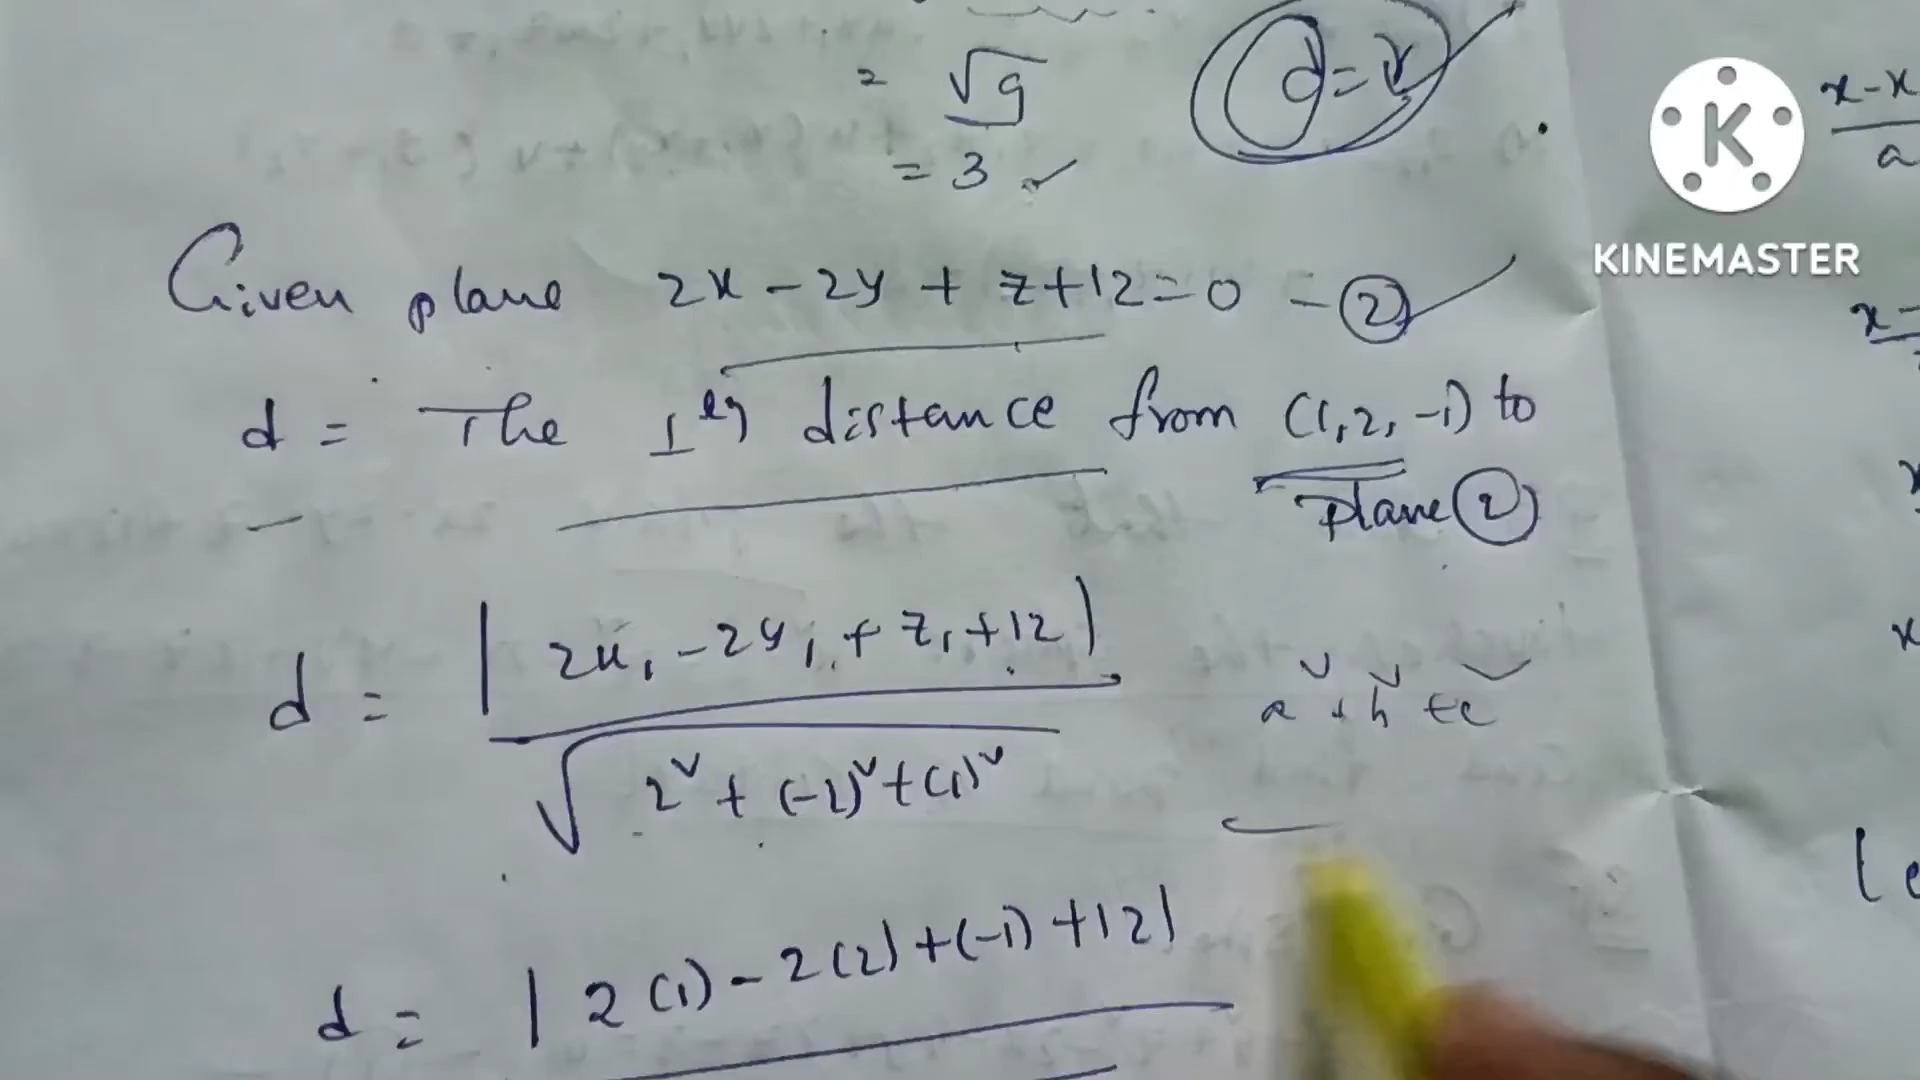 = √9
d=r
= 3 ✓
Given plane 2x - 2y + z+12=0 - ②
d = The ⊥ er distance from (1,2,-1) to
plane ②
d = |2x₁ - 2y₁ + z₁ + 12|
√2² + (-2)² + (1)²
a² + b² + c²
d = |2(1) - 2(2) + (-1) + 12|
x-x
a
x-
x
(e
K
KINEMASTER